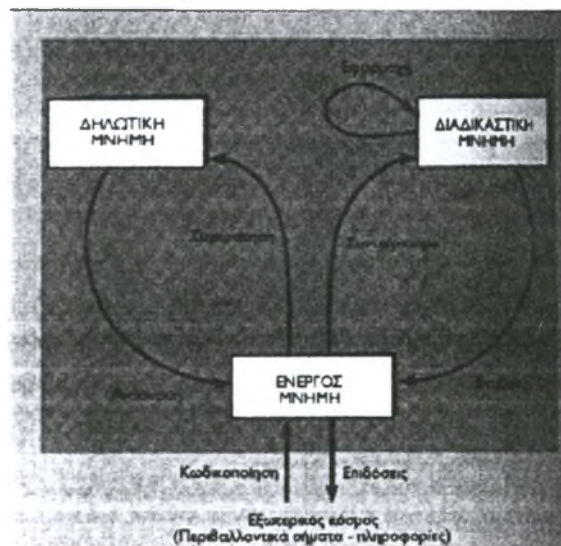 Εφαρμογή
ΔΗΛΩΤΙΚΗ
ΜΝΗΜΗ
ΔΙΑΔΙΚΑΣΤΙΚΗ
ΜΝΗΜΗ
ΕΝΕΡΓΟΣ
ΜΝΗΜΗ
Κωδικοποίηση
Επιδόσεις
Εξωτερικός κόσμος
(Περιβαλλοντικά σήματα - πληροφορίες)